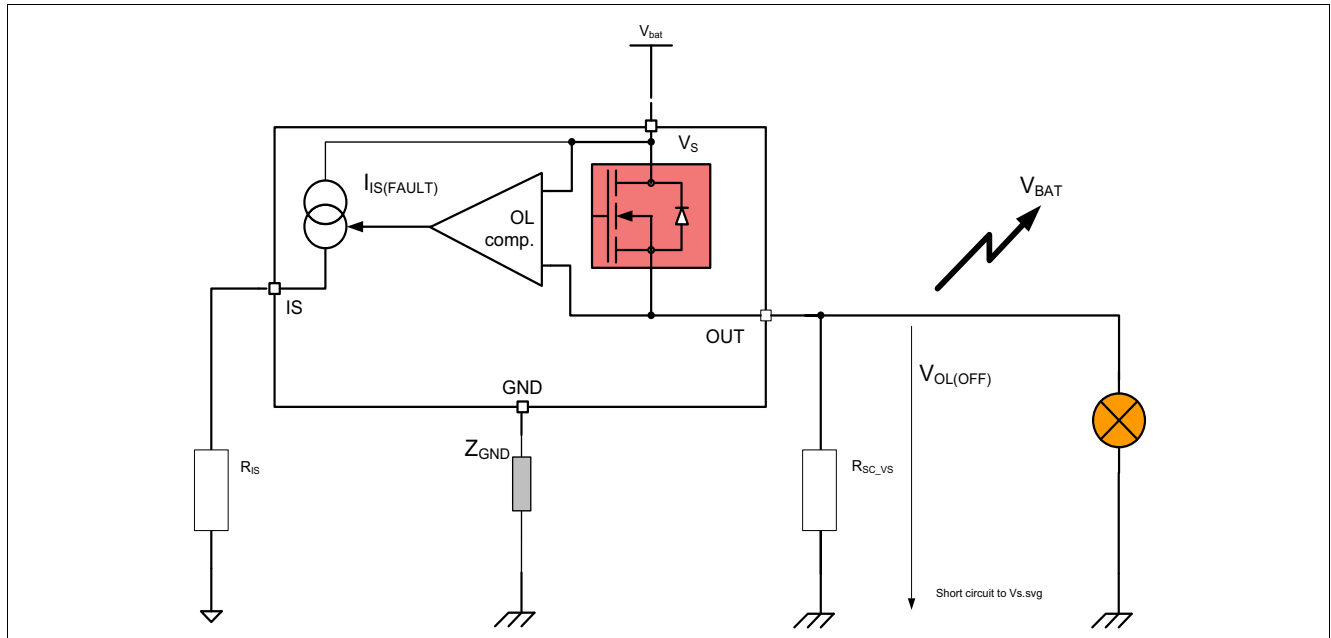 Vbat
VS
IIS(FAULT)
OL
comp.
VBAT
IS
OUT
VOL(OFF)
GND
ZGND
RIS
RSC_VS
Short circuit to Vs.svg